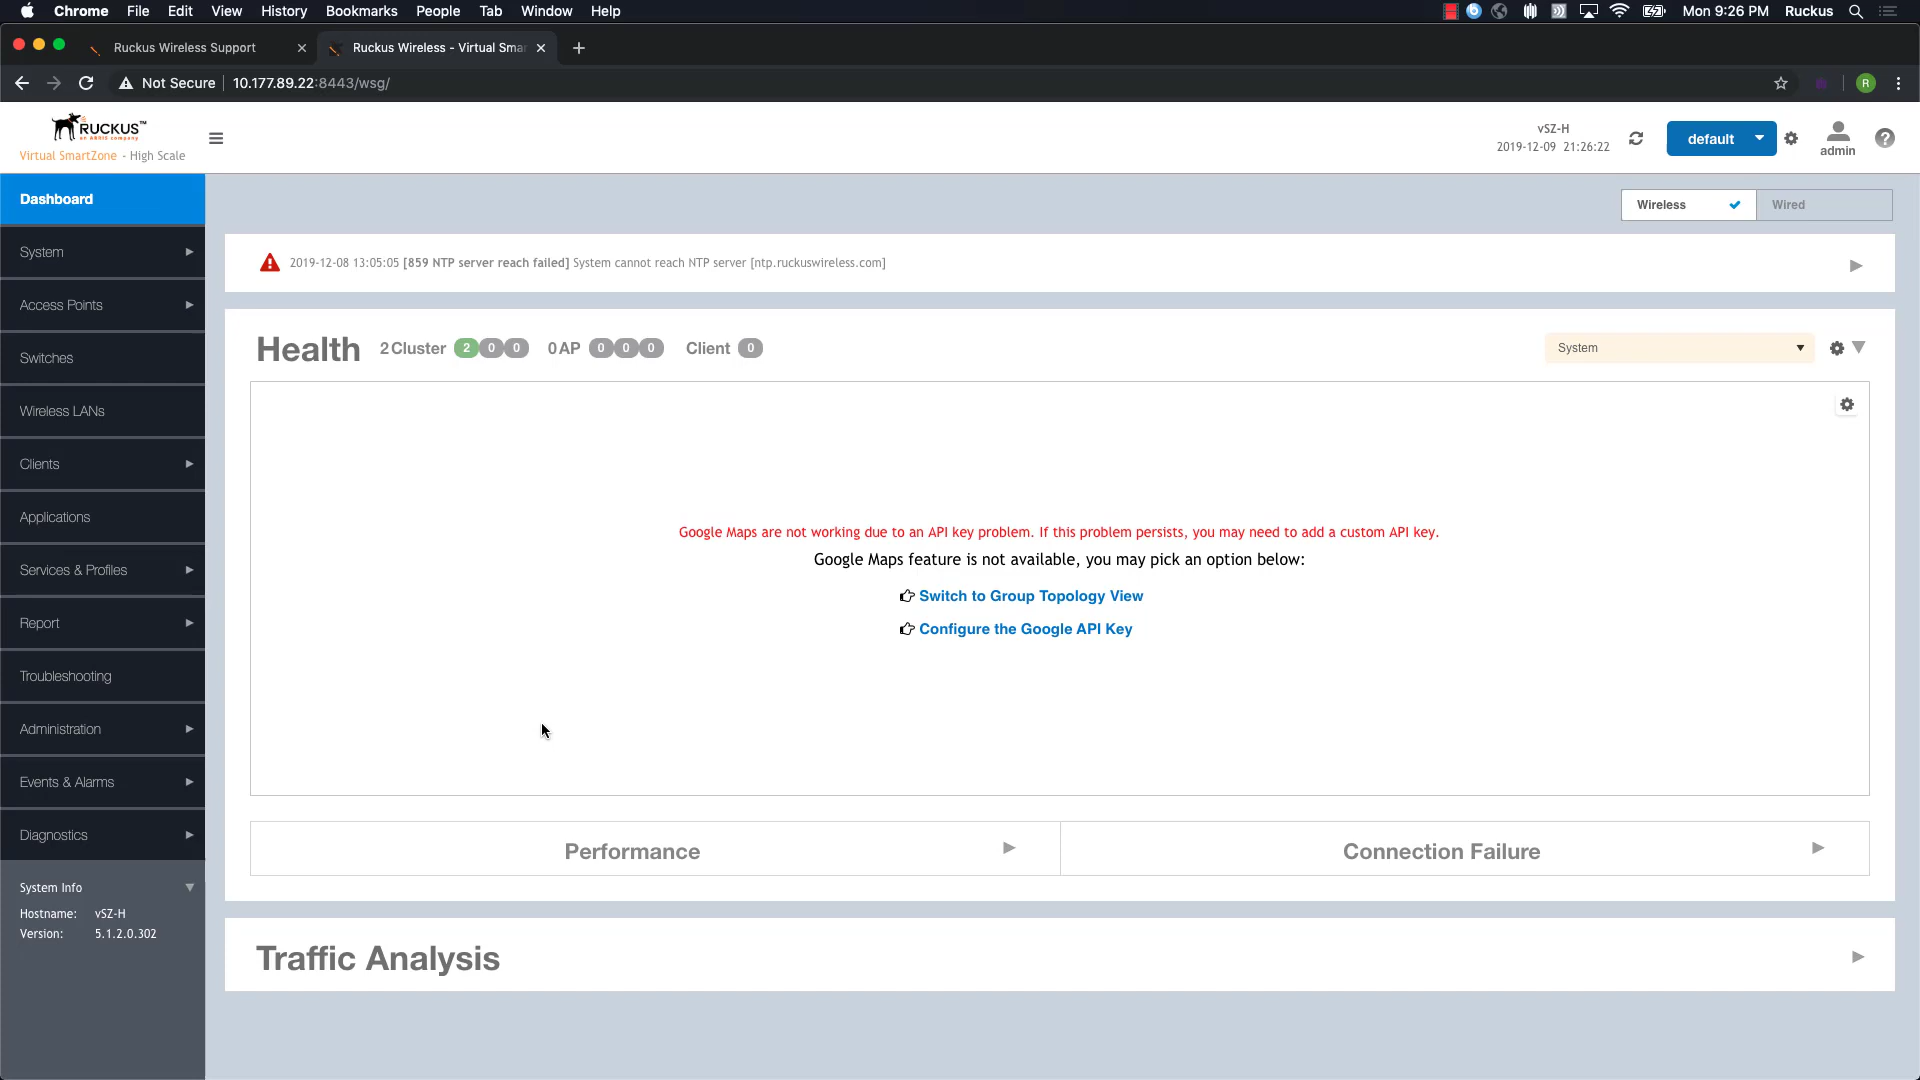 Chrome File Edit View History Bookmarks People Tab Window Help Mon 9:26 PM Ruckus
Ruckus Wireless Support Ruckus Wireless - Virtual Smar
Not Secure 10.177.89.22:8443/wsg/ R
RUCKUS™
Virtual SmartZone - High Scale
vSZ-H
2019-12-09 21:26:22
default
admin
Dashboard
Wireless Wired
System
2019-12-08 13:05:05 [859 NTP server reach failed] System cannot reach NTP server [ntp.ruckuswireless.com]
Access Points
Switches
Health 2 Cluster 2 0 0 0 AP 0 0 0 Client 0 System
Wireless LANs
Clients
Applications
Google Maps are not working due to an API key problem. If this problem persists, you may need to add a custom API key.
Google Maps feature is not available, you may pick an option below:
Services & Profiles
Switch to Group Topology View
Report
Configure the Google API Key
Troubleshooting
Administration
Events & Alarms
Diagnostics
Performance Connection Failure
System Info
Hostname: vSZ-H
Version: 5.1.2.0.302
Traffic Analysis